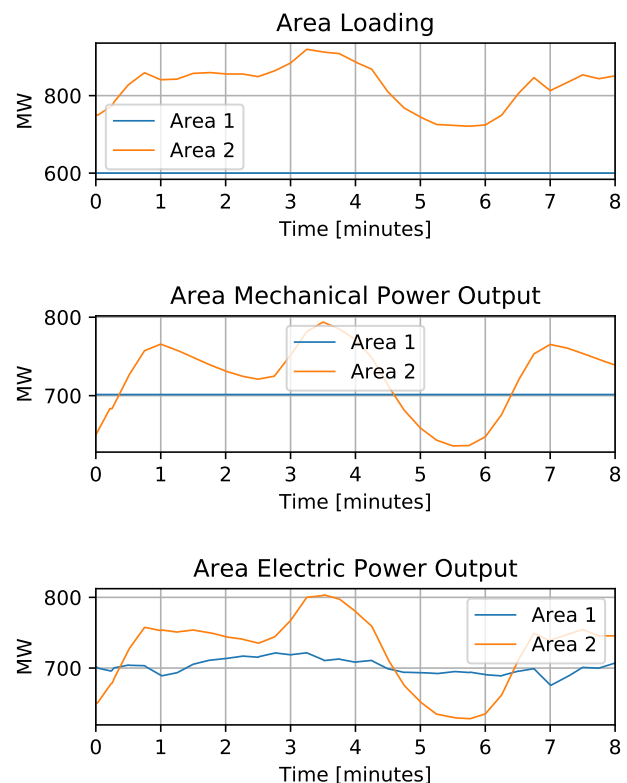 Area Loading
MW
800
600
Area 1
Area 2
0 1 2 3 4 5 6 7 8
Time [minutes]
Area Mechanical Power Output
MW
800
700
Area 1
Area 2
0 1 2 3 4 5 6 7 8
Time [minutes]
Area Electric Power Output
MW
800
700
Area 1
Area 2
0 1 2 3 4 5 6 7 8
Time [minutes]